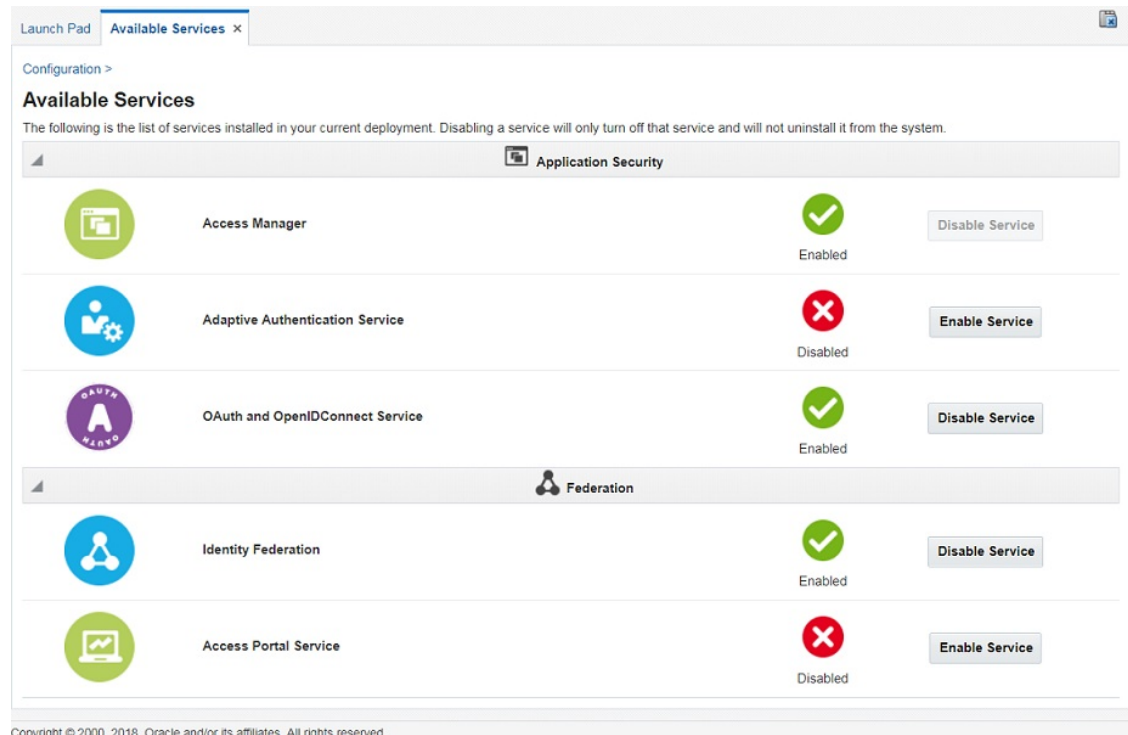 Launch Pad
Available Services ×
Configuration >
Available Services
The following is the list of services installed in your current deployment. Disabling a service will only turn off that service and will not uninstall it from the system.
Application Security
Access Manager
Enabled
Disable Service
Adaptive Authentication Service
Disabled
Enable Service
OAUTH
A
OAUTH
OAuth and OpenIDConnect Service
Enabled
Disable Service
Federation
Identity Federation
Enabled
Disable Service
Access Portal Service
Disabled
Enable Service
Copyright © 2000, 2018, Oracle and/or its affiliates. All rights reserved.